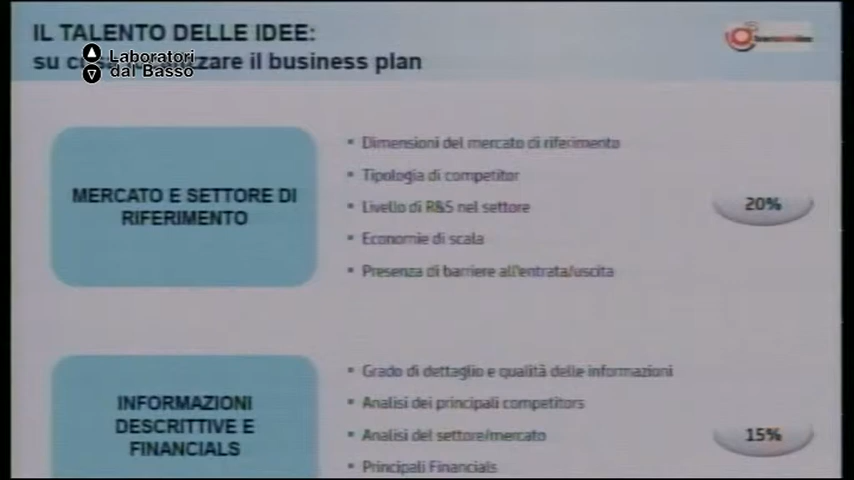 IL TALENTO DELLE IDEE:
su zare il business plan
Laboratori
dal Basso
MERCATO E SETTORE DI
RIFERIMENTO
▪ Dimensioni del mercato di riferimento
▪ Tipologia di competitor
▪ Livello di R&S nel settore
▪ Economie di scala
▪ Presenza di barriere all'entrata/uscita
20%
INFORMAZIONI
DESCRITTIVE E
FINANCIALS
▪ Grado di dettaglio e qualità delle informazioni
▪ Analisi dei principali competitors
▪ Analisi del settore/mercato
▪ Principali Financials
15%